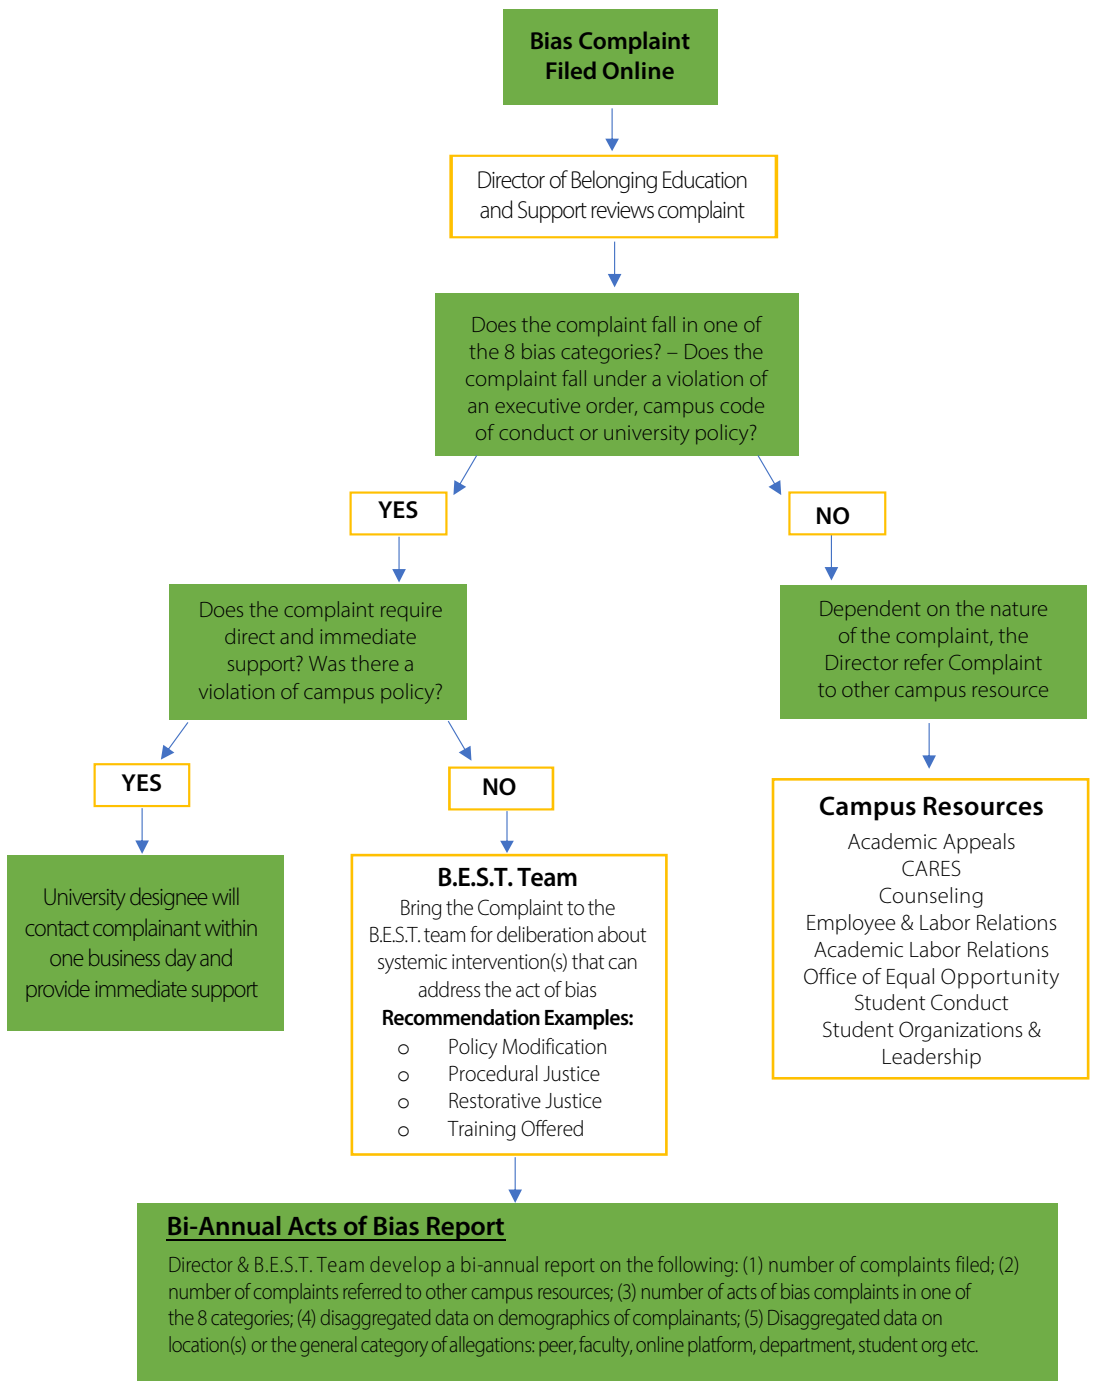 Bias Complaint
Filed Online
Director of Belonging Education
and Support reviews complaint
Does the complaint fall in one of
the 8 bias categories? – Does the
complaint fall under a violation of
an executive order, campus code
of conduct or university policy?
YES
NO
Does the complaint require
direct and immediate
support? Was there a
violation of campus policy?
Dependent on the nature
of the complaint, the
Director refer Complaint
to other campus resource
YES
NO
University designee will
contact complainant within
one business day and
provide immediate support
B.E.S.T. Team
Bring the Complaint to the
B.E.S.T. team for deliberation about
systemic intervention(s) that can
address the act of bias
Recommendation Examples:
o Policy Modification
o Procedural Justice
o Restorative Justice
o Training Offered
Campus Resources
Academic Appeals
CARES
Counseling
Employee & Labor Relations
Academic Labor Relations
Office of Equal Opportunity
Student Conduct
Student Organizations &
Leadership
Bi-Annual Acts of Bias Report
Director & B.E.S.T. Team develop a bi-annual report on the following: (1) number of complaints filed; (2)
number of complaints referred to other campus resources; (3) number of acts of bias complaints in one of
the 8 categories; (4) disaggregated data on demographics of complainants; (5) Disaggregated data on
location(s) or the general category of allegations: peer, faculty, online platform, department, student org etc.